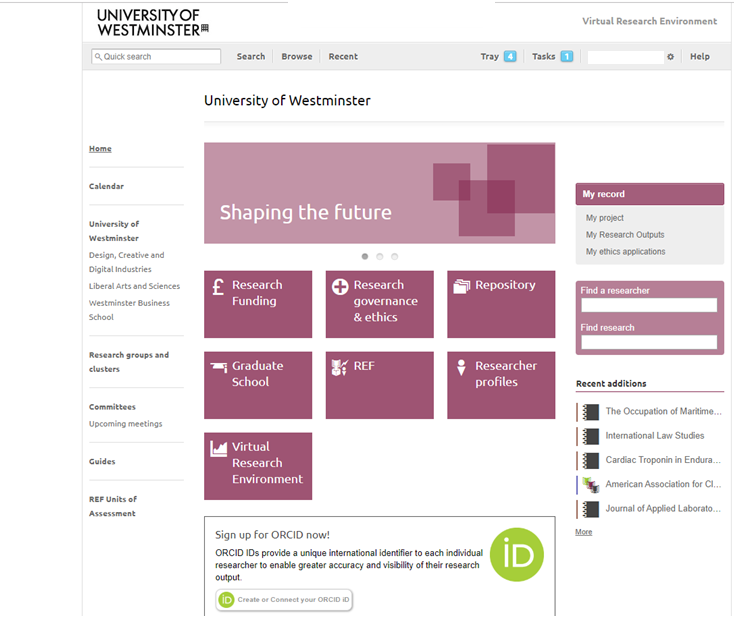 UNIVERSITY OF
WESTMINSTER
Virtual Research Environment
Quick search
Search
Browse
Recent
Tray 4
Tasks 1
Help
University of Westminster
Home
Calendar
University of
Westminster
Design, Creative and
Digital Industries
Liberal Arts and Sciences
Westminster Business
School
Research groups and
clusters
Committees
Upcoming meetings
Guides
REF Units of
Assessment
Shaping the future
£ Research
Funding
Research
governance
& ethics
Repository
Graduate
School
REF
Researcher
profiles
Virtual
Research
Environment
Sign up for ORCID now!
ORCID IDs provide a unique international identifier to each individual
researcher to enable greater accuracy and visibility of their research
output.
iD
iD Create or Connect your ORCID iD
My record
My project
My Research Outputs
My ethics applications
Find a researcher
Find research
Recent additions
The Occupation of Maritime...
International Law Studies
Cardiac Troponin in Endura...
American Association for Cl...
Journal of Applied Laborato...
More